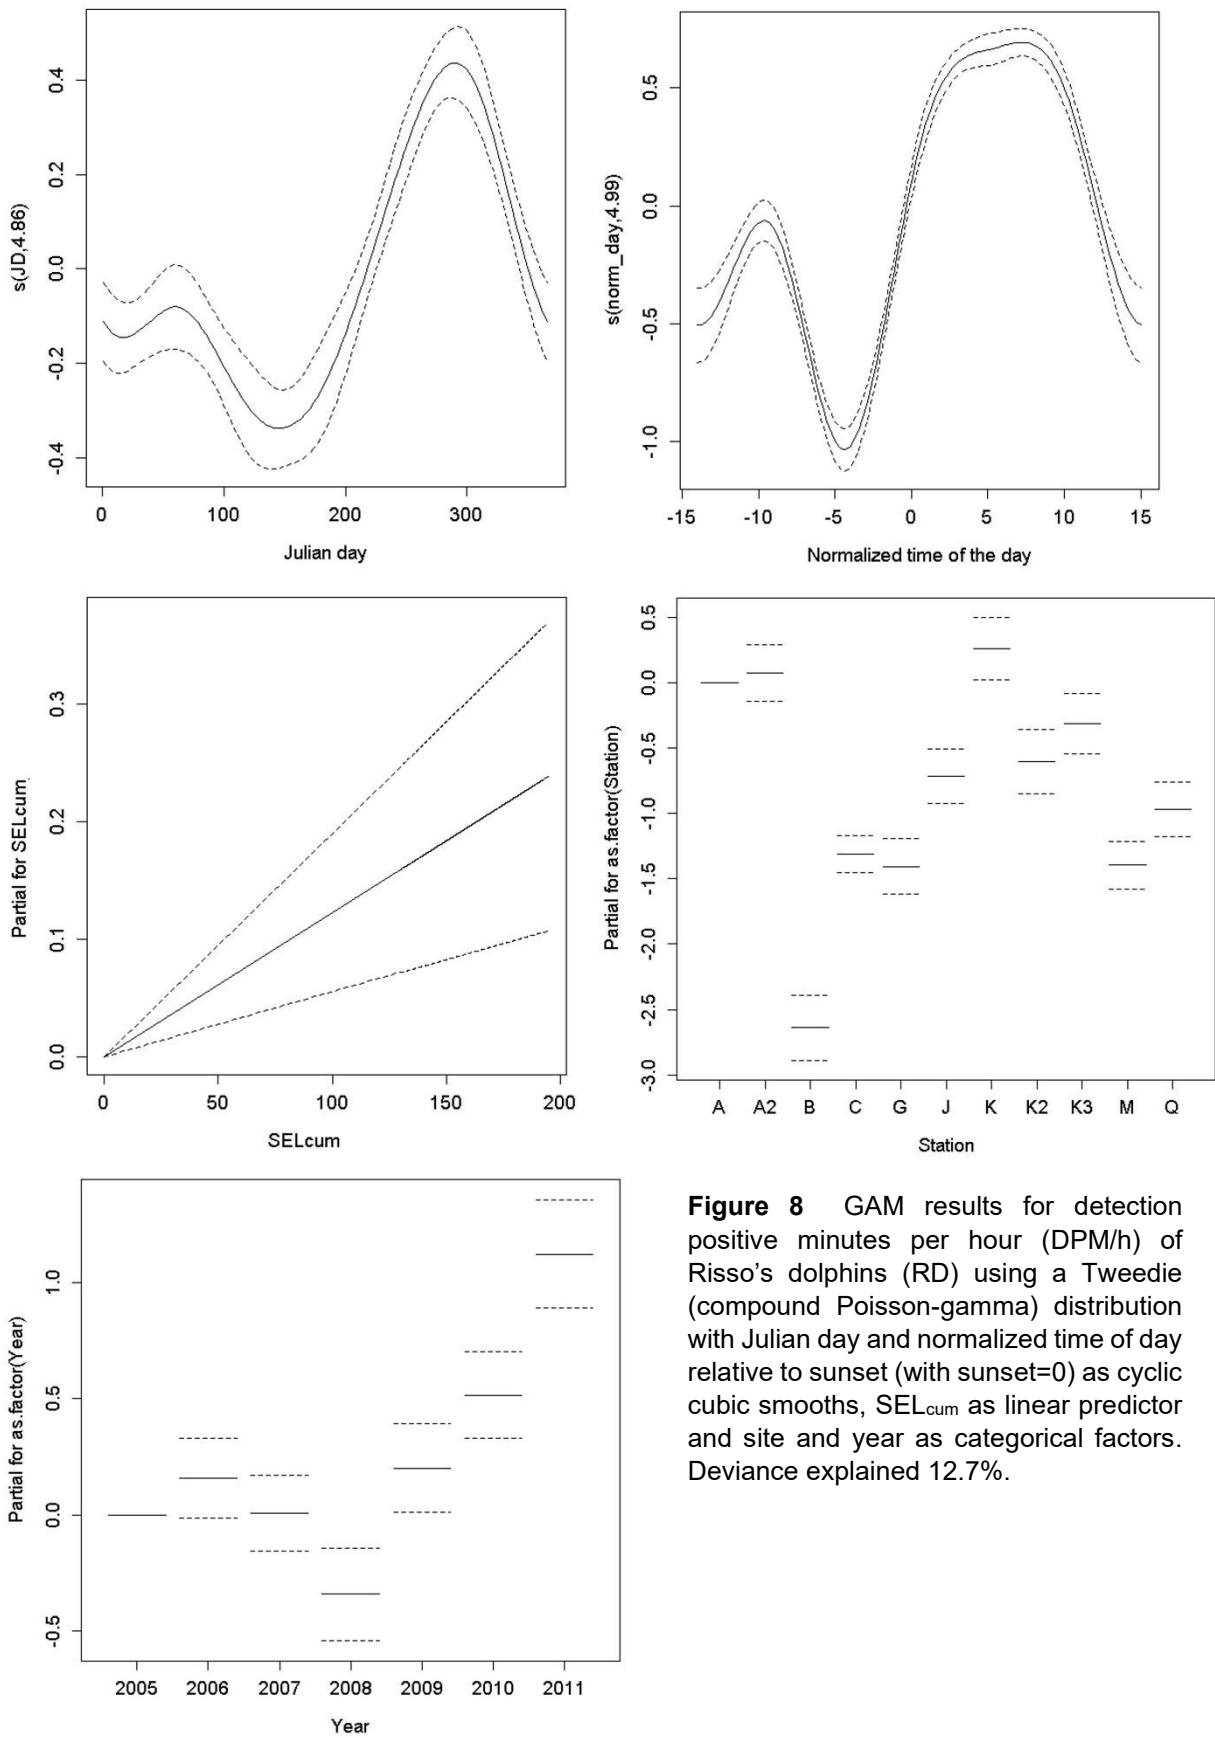 s(JD,4.86)
0.4
0.2
0.0
-0.2
-0.4
0
100
200
300
Julian day
s(norm_day,4.99)
0.5
0.0
-0.5
-1.0
-15
-10
-5
0
5
10
15
Normalized time of the day
Partial for SELcum
0.3
0.2
0.1
0.0
0
50
100
150
200
SELcum
Partial for as.factor(Station)
0.5
0.0
-0.5
-1.0
-1.5
-2.0
-2.5
-3.0
A
A2
B
C
G
J
K
K2
K3
M
Q
Station
Partial for as.factor(Year)
1.0
0.5
0.0
-0.5
2005
2006
2007
2008
2009
2010
2011
Year
Figure 8 GAM results for detection
positive minutes per hour (DPM/h) of
Risso's dolphins (RD) using a Tweedie
(compound Poisson-gamma) distribution
with Julian day and normalized time of day
relative to sunset (with sunset=0) as cyclic
cubic smooths, SELcum as linear predictor
and site and year as categorical factors.
Deviance explained 12.7%.